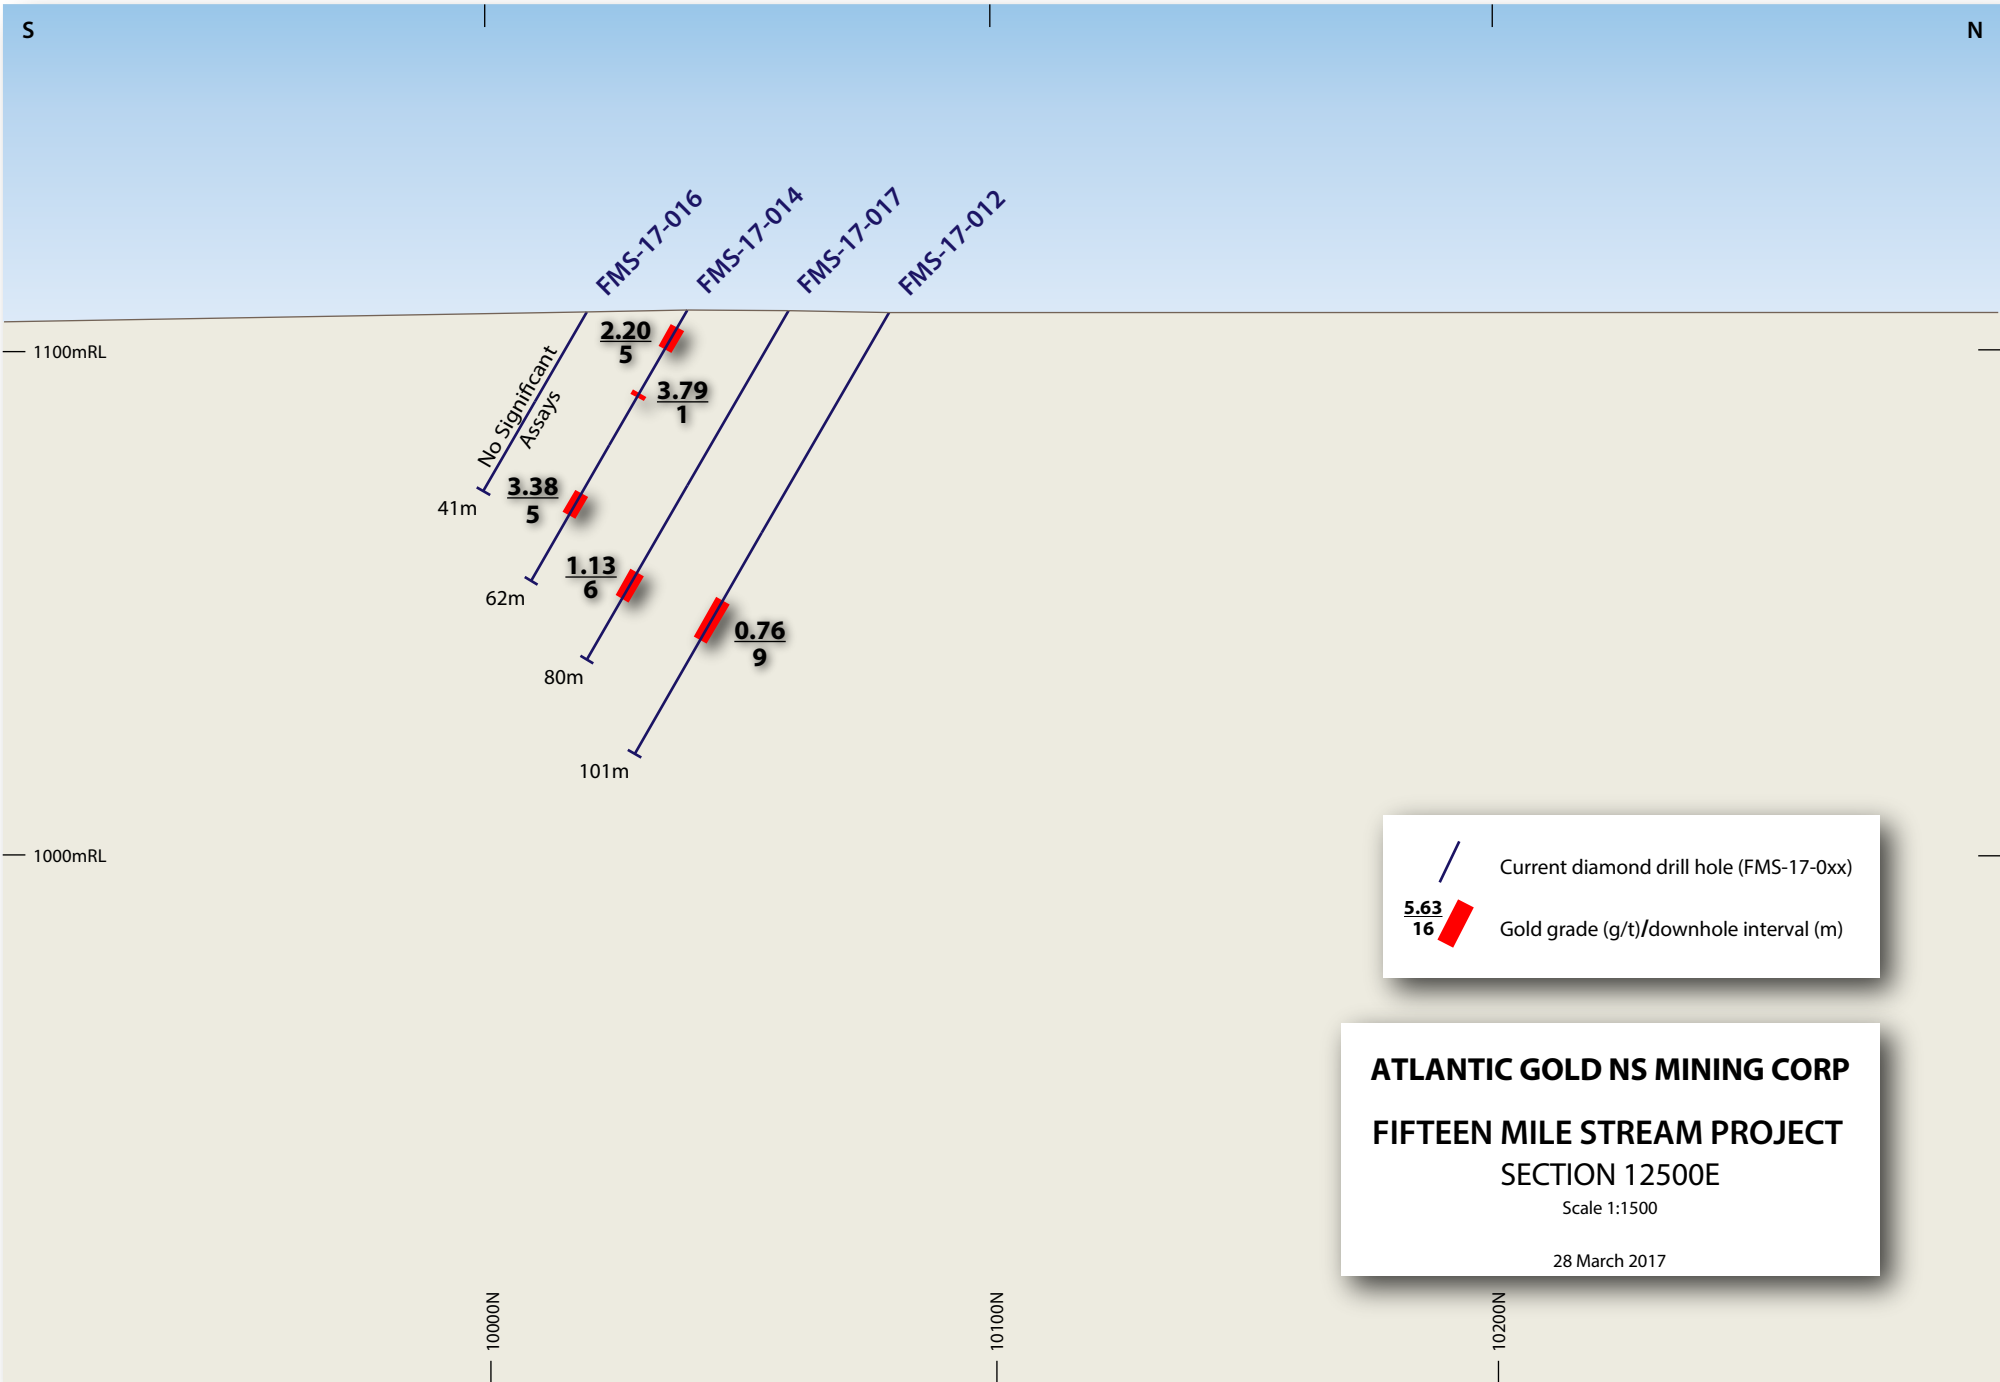 S
N
FMS-17-016
FMS-17-014
FMS-17-017
FMS-17-012
1100mRL
2.20
5
3.79
1
No Significant
Assays
41m
3.38
5
62m
1.13
6
80m
0.76
9
101m
1000mRL
Current diamond drill hole (FMS-17-0xx)
5.63
16
Gold grade (g/t)/downhole interval (m)
ATLANTIC GOLD NS MINING CORP
FIFTEEN MILE STREAM PROJECT
SECTION 12500E
Scale 1:1500
28 March 2017
10000N
10100N
10200N